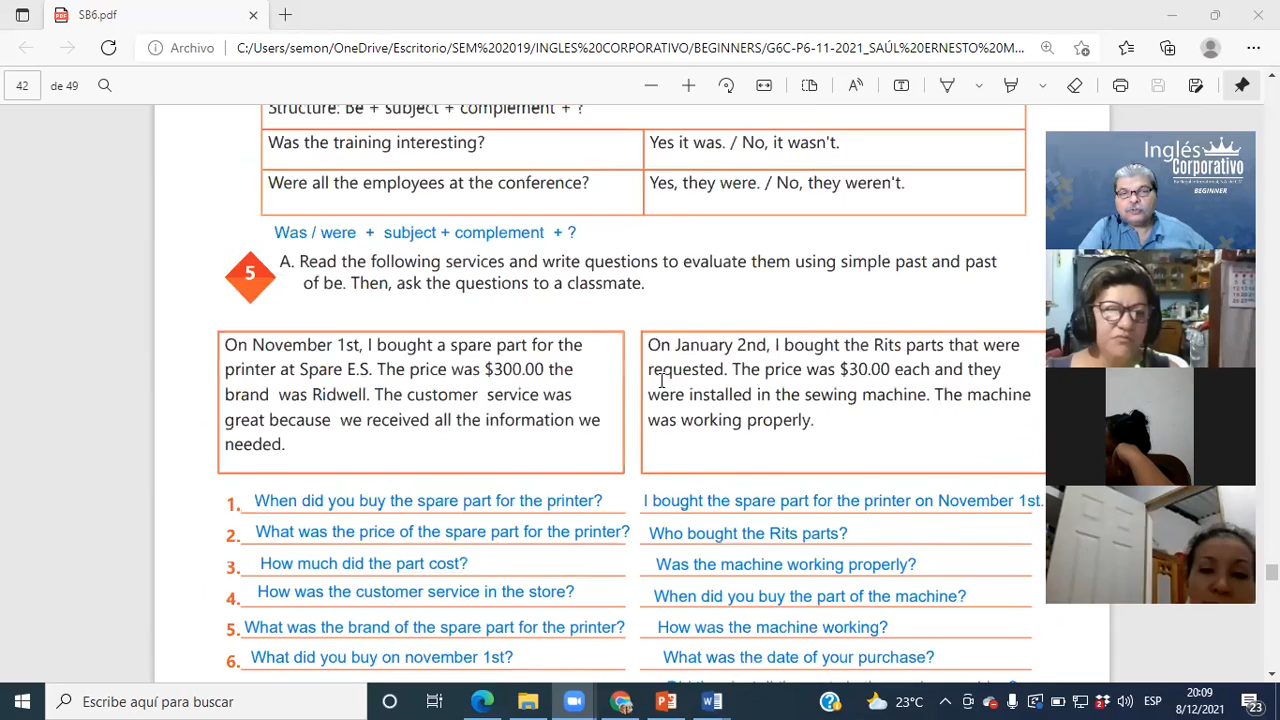 SB6.pdf
Archivo
C:/Users/semon/OneDrive/Escritorio/SEM%202019/INGLES%20CORPORATIVO/BEGINNERS/G6C-P6-11-2021_SAÚL%20ERNESTO%20M...
42 de 49
Structure: Be + subject + complement + ?
Was the training interesting?
Yes it was. / No, it wasn't.
Were all the employees at the conference?
Yes, they were. / No, they weren't.
Was / were + subject + complement + ?
5
A. Read the following services and write questions to evaluate them using simple past and past
of be. Then, ask the questions to a classmate.
On November 1st, I bought a spare part for the
printer at Spare E.S. The price was $300.00 the
brand was Ridwell. The customer service was
great because we received all the information we
needed.
On January 2nd, I bought the Rits parts that were
requested. The price was $30.00 each and they
were installed in the sewing machine. The machine
was working properly.
1. When did you buy the spare part for the printer?
I bought the spare part for the printer on November 1st.
2. What was the price of the spare part for the printer?
Who bought the Rits parts?
3. How much did the part cost?
Was the machine working properly?
4. How was the customer service in the store?
When did you buy the part of the machine?
5. What was the brand of the spare part for the printer?
How was the machine working?
6. What did you buy on november 1st?
What was the date of your purchase?
Inglés
Corporativo
BEGINNER
Escribe aquí para buscar
23°C
ESP
20:09
8/12/2021
23